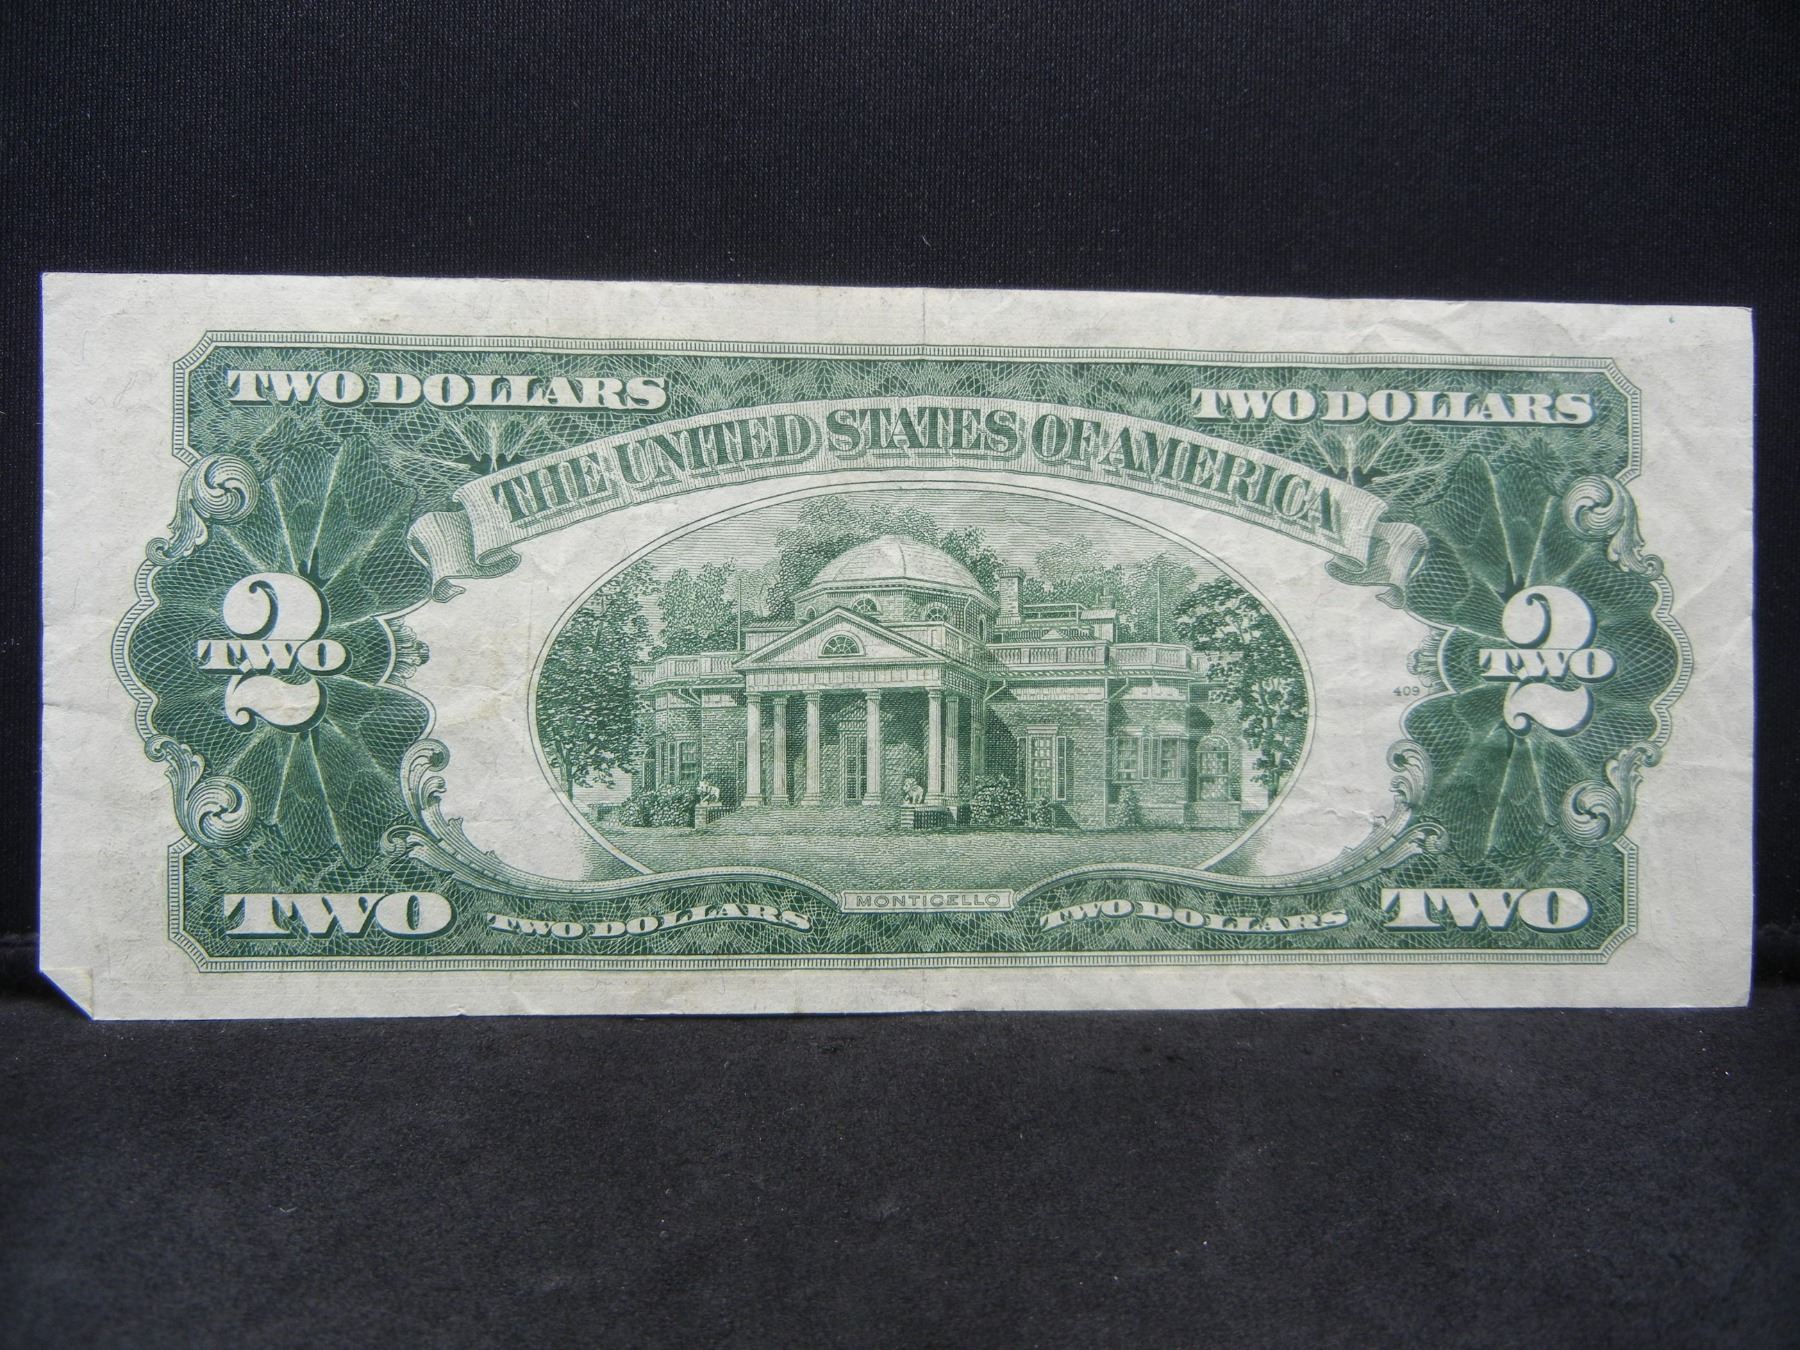 TWO DOLLARS TWO DOLLARS
THE UNITED STATES OF AMERICA
2 2
TWO TWO
409
MONTICELLO
TWO TWO DOLLARS TWO DOLLARS TWO